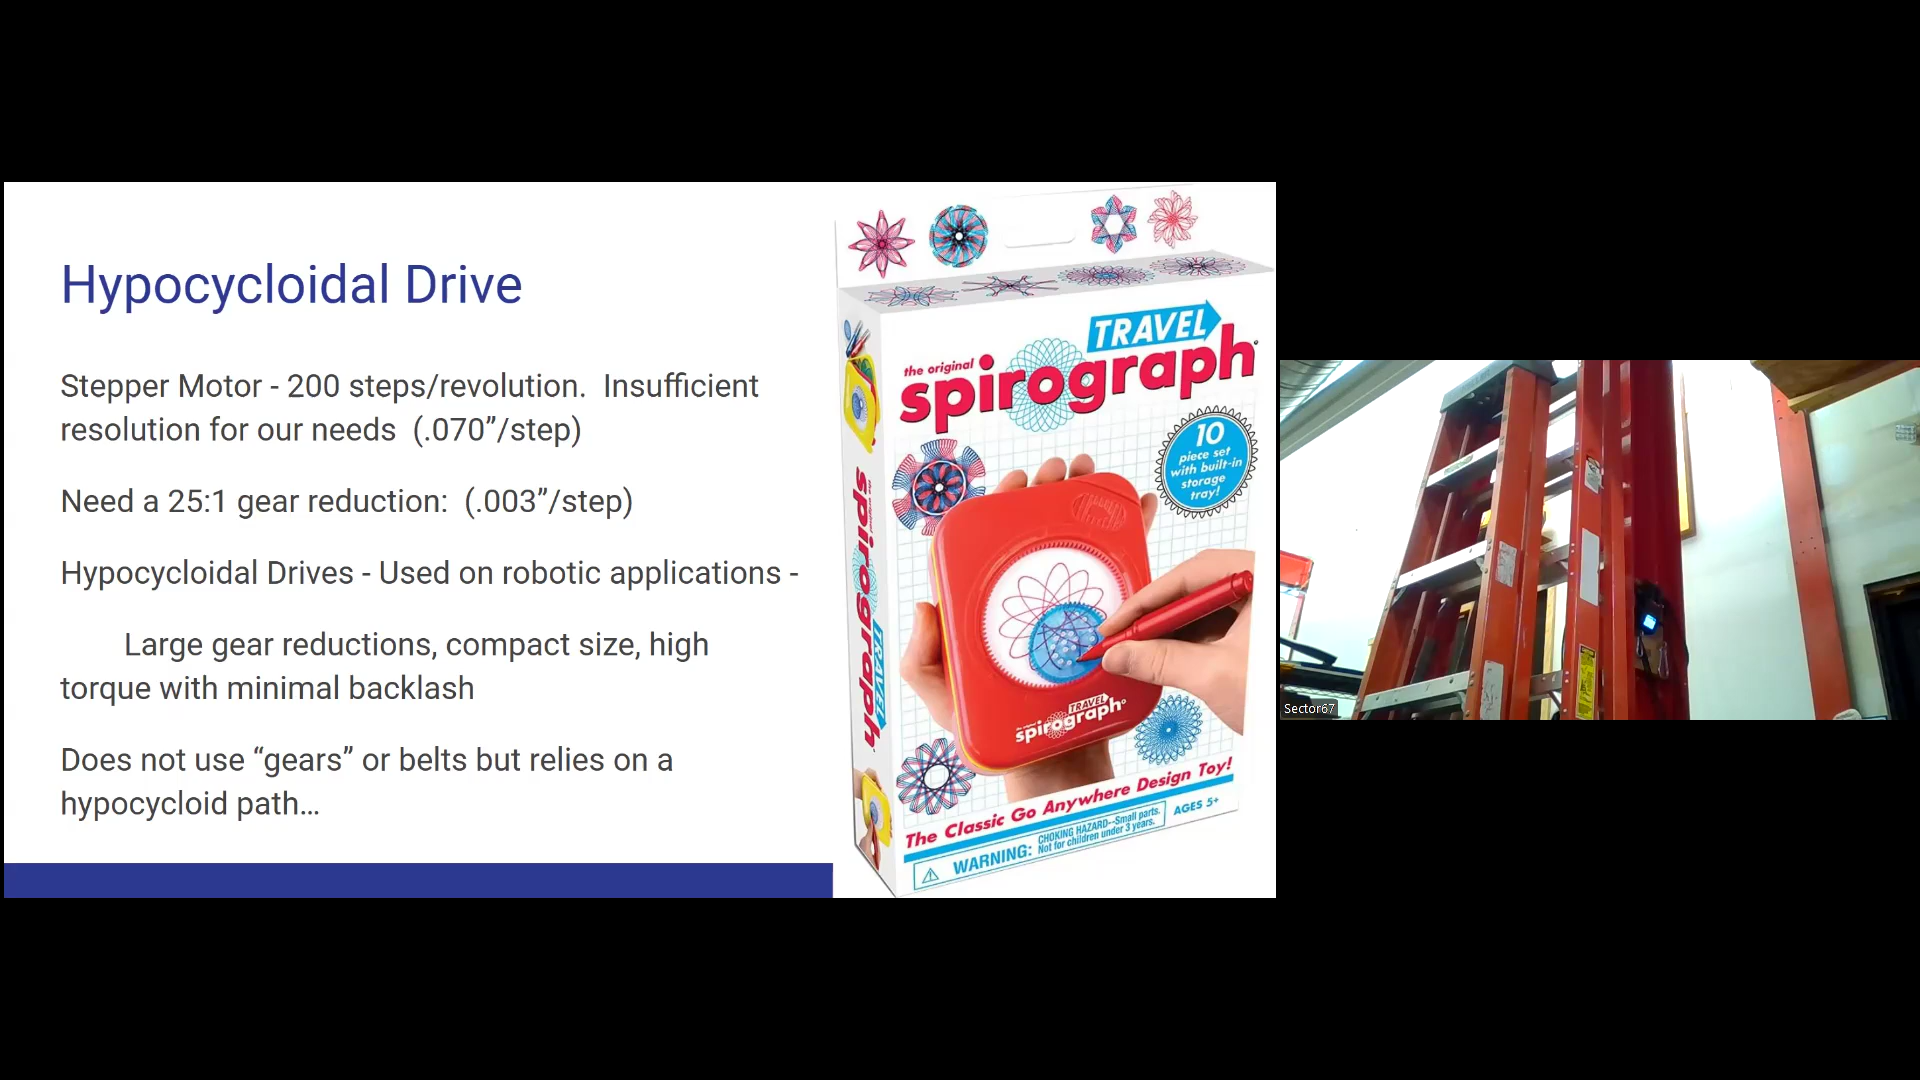 Hypocycloidal Drive
Stepper Motor - 200 steps/revolution.  Insufficient
resolution for our needs  (.070”/step)
Need a 25:1 gear reduction:  (.003”/step)
Hypocycloidal Drives - Used on robotic applications -
Large gear reductions, compact size, high
torque with minimal backlash
Does not use “gears” or belts but relies on a
hypocycloid path...
TRAVEL
the original
spirograph
10
piece set
with built-in
storage
tray!
spirograph
TRAVEL
TRAVEL
spirograph
The Classic Go Anywhere Design Toy!
WARNING:
CHOKING HAZARD--Small parts.
Not for children under 3 years.
AGES 5+
Sector67